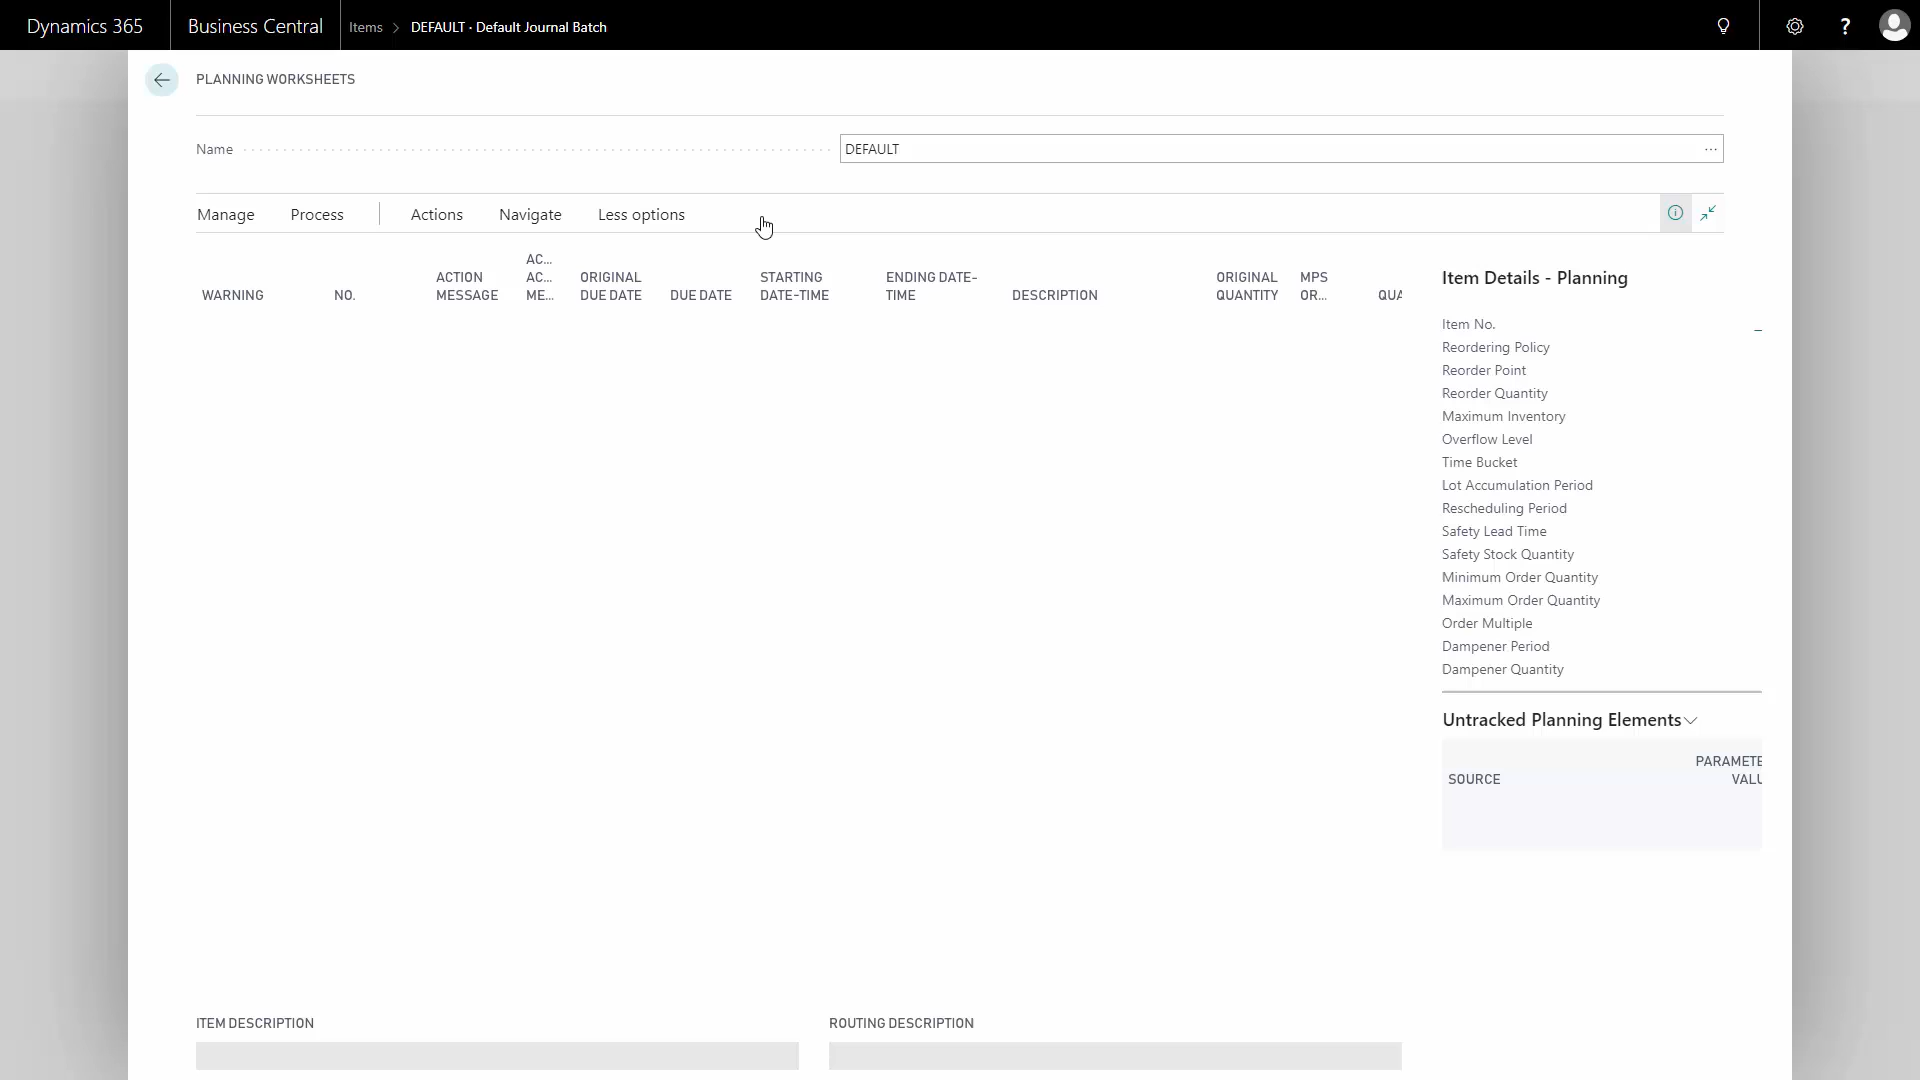 Dynamics 365
Business Central
Items > DEFAULT · Default Journal Batch
?
PLANNING WORKSHEETS
Name
DEFAULT
...
Manage
Process
Actions
Navigate
Less options
WARNING
NO.
ACTION
MESSAGE
AC...
AC...
ME...
ORIGINAL
DUE DATE
DUE DATE
STARTING
DATE-TIME
ENDING DATE-
TIME
DESCRIPTION
ORIGINAL
QUANTITY
MPS
OR...
QUA
Item Details - Planning
Item No.
_
Reordering Policy
Reorder Point
Reorder Quantity
Maximum Inventory
Overflow Level
Time Bucket
Lot Accumulation Period
Rescheduling Period
Safety Lead Time
Safety Stock Quantity
Minimum Order Quantity
Maximum Order Quantity
Order Multiple
Dampener Period
Dampener Quantity
Untracked Planning Elements
SOURCE
PARAMETE
VALU
ITEM DESCRIPTION
ROUTING DESCRIPTION